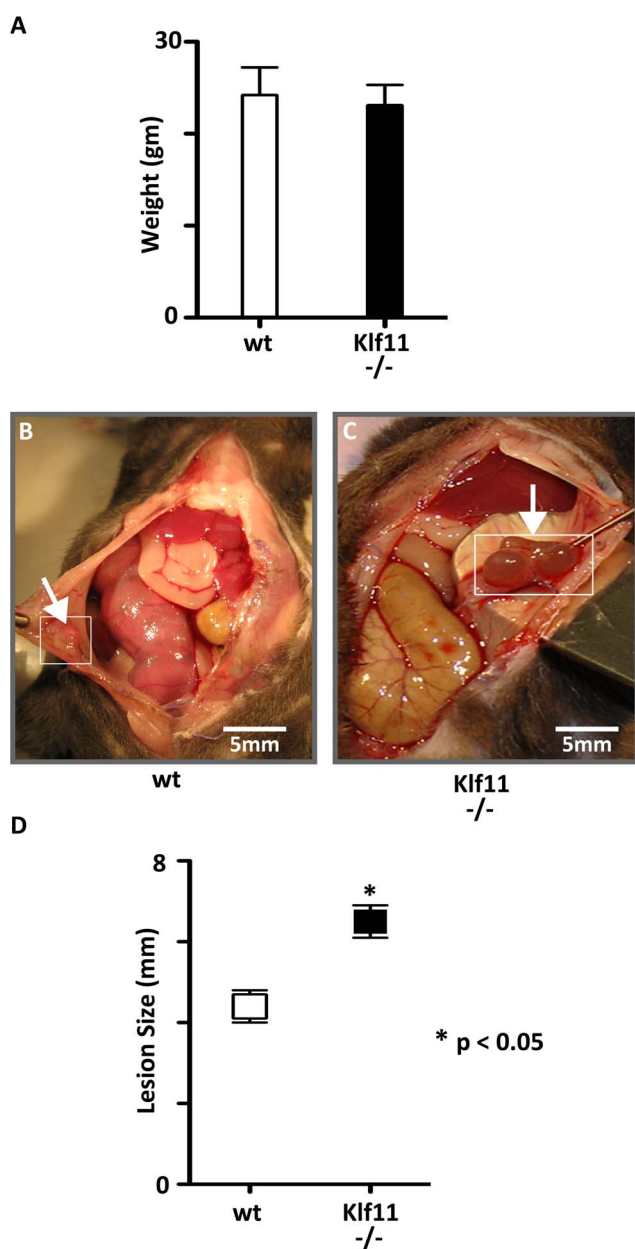 A
30
Weight (gm)
0
wt
Klf11
-/-
B
5mm
wt
C
5mm
Klf11
-/-
D
8
Lesion Size (mm)
*
* p < 0.05
0
wt
Klf11
-/-